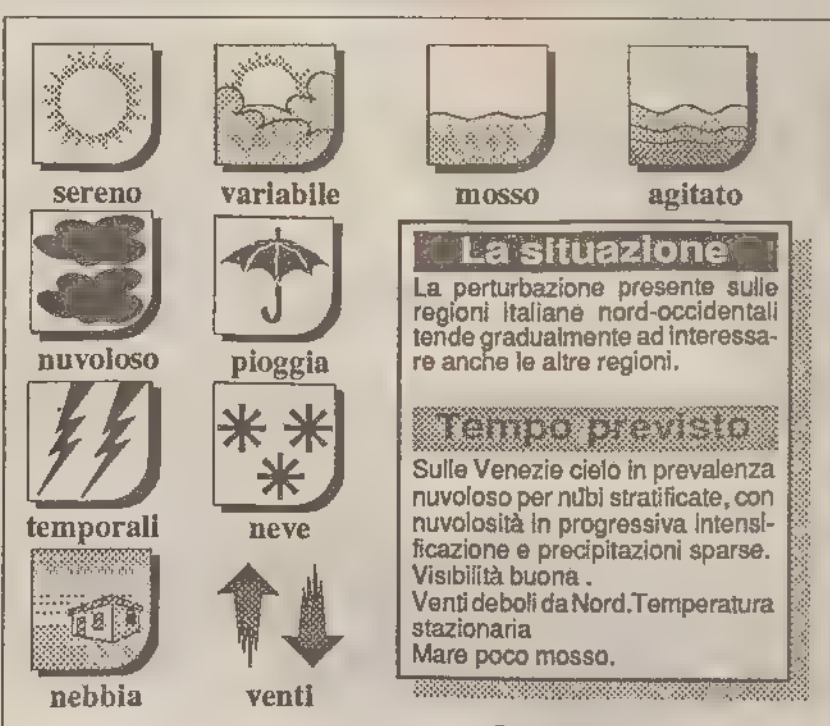 sereno variabile mosso agitato
nuvoloso pioggia
temporali neve
nebbia venti
La situazione
La perturbazione presente sulle
regioni italiane nord-occidentali
tende gradualmente ad interessa-
re anche le altre regioni.
Tempo previsto
Sulle Venezie cielo in prevalenza
nuvoloso per nubi stratificate, con
nuvolosità in progressiva intensi-
ficazione e precipitazioni sparse.
Visibilità buona .
Venti deboli da Nord.Temperatura
stazionaria
Mare poco mosso.